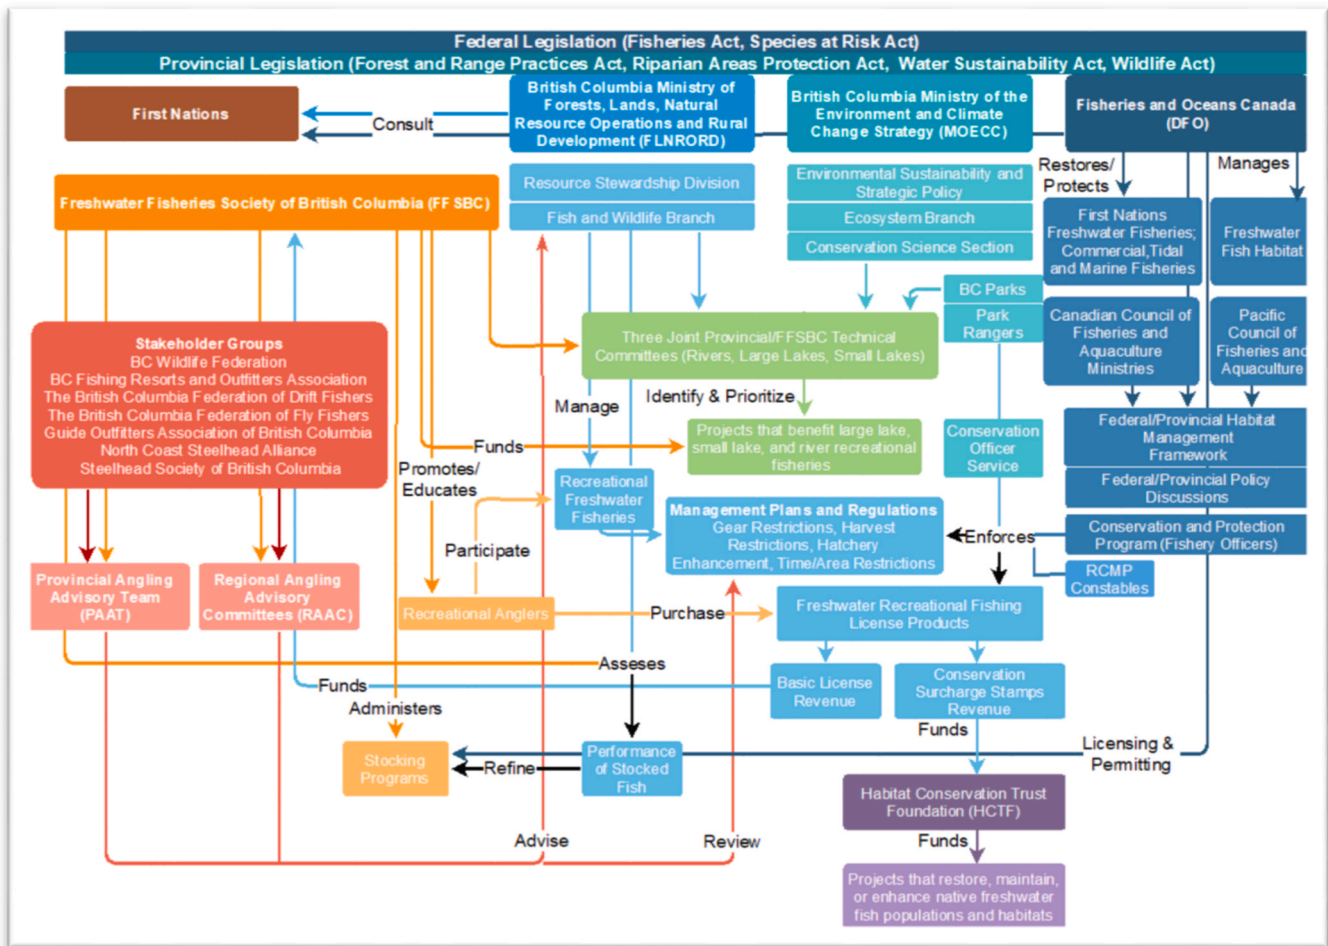 Federal Legislation (Fisheries Act, Species at Risk Act)
Provincial Legislation (Forest and Range Practices Act, Riparian Areas Protection Act, Water Sustainability Act, Wildlife Act)
First Nations
Consult
British Columbia Ministry of
Forests, Lands, Natural
Resource Operations and Rural
Development (FLNRORD)
British Columbia Ministry of the
Environment and Climate
Change Strategy (MOECC)
Fisheries and Oceans Canada
(DFO)
Restores/
Protects
Manages
Freshwater Fisheries Society of British Columbia (FFSBC)
Resource Stewardship Division
Fish and Wildlife Branch
Environmental Sustainability and
Strategic Policy
Ecosystem Branch
Conservation Science Section
First Nations
Freshwater Fisheries;
Commercial,Tidal
and Marine Fisheries
Freshwater
Fish Habitat
BC Parks
Park
Rangers
Stakeholder Groups
BC Wildlife Federation
BC Fishing Resorts and Outfitters Association
The British Columbia Federation of Drift Fishers
The British Columbia Federation of Fly Fishers
Guide Outfitters Association of British Columbia
North Coast Steelhead Alliance
Steelhead Society of British Columbia
Three Joint Provincial/FFSBC Technical
Committees (Rivers, Large Lakes, Small Lakes)
Canadian Council of
Fisheries and
Aquaculture
Ministries
Pacific
Council of
Fisheries and
Aquaculture
Manage
Identify & Prioritize
Funds
Promotes/
Educates
Projects that benefit large lake,
small lake, and river recreational
fisheries
Conservation
Officer
Service
Federal/Provincial Habitat
Management
Framework
Federal/Provincial Policy
Discussions
Recreational
Freshwater
Fisheries
Management Plans and Regulations
Gear Restrictions, Harvest
Restrictions, Hatchery
Enhancement, Time/Area Restrictions
Enforces
Conservation and Protection
Program (Fishery Officers)
RCMP
Constables
Participate
Provincial Angling
Advisory Team
(PAAT)
Regional Angling
Advisory
Committees (RAAC)
Recreational Anglers
Purchase
Freshwater Recreational Fishing
License Products
Asseses
Funds
Basic License
Revenue
Conservation
Surcharge Stamps
Revenue
Administers
Funds
Stocking
Programs
Refine
Performance
of Stocked
Fish
Licensing &
Permitting
Habitat Conservation Trust
Foundation (HCTF)
Advise
Review
Funds
Projects that restore, maintain,
or enhance native freshwater
fish populations and habitats